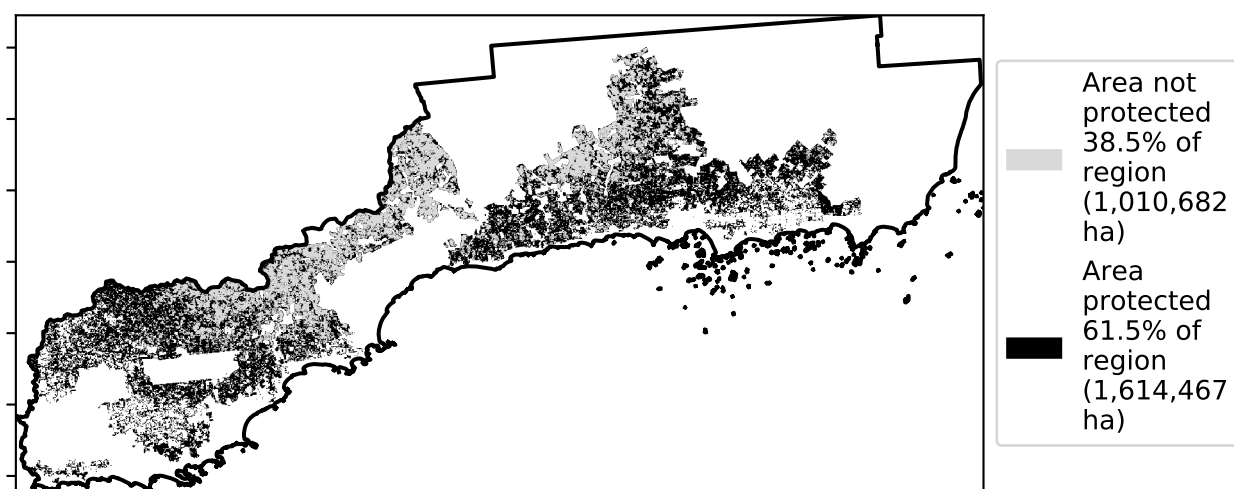 Area not
protected
38.5% of
region
(1,010,682
ha)
Area
protected
61.5% of
region
(1,614,467
ha)